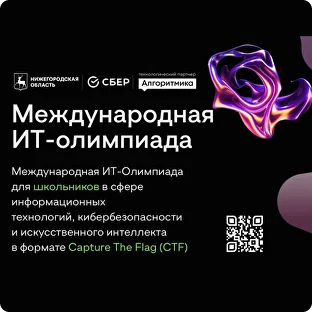 НИЖЕГОРОДСКАЯ
ОБЛАСТЬ
СБЕР
ТЕХНОЛОГИЧЕСКИЙ ПАРТНЕР
Алгоритмика
Международная
ИТ-олимпиада
Международная ИТ-Олимпиада
для школьников в сфере
информационных
технологий, кибербезопасности
и искусственного интеллекта
в формате Capture The Flag (CTF)